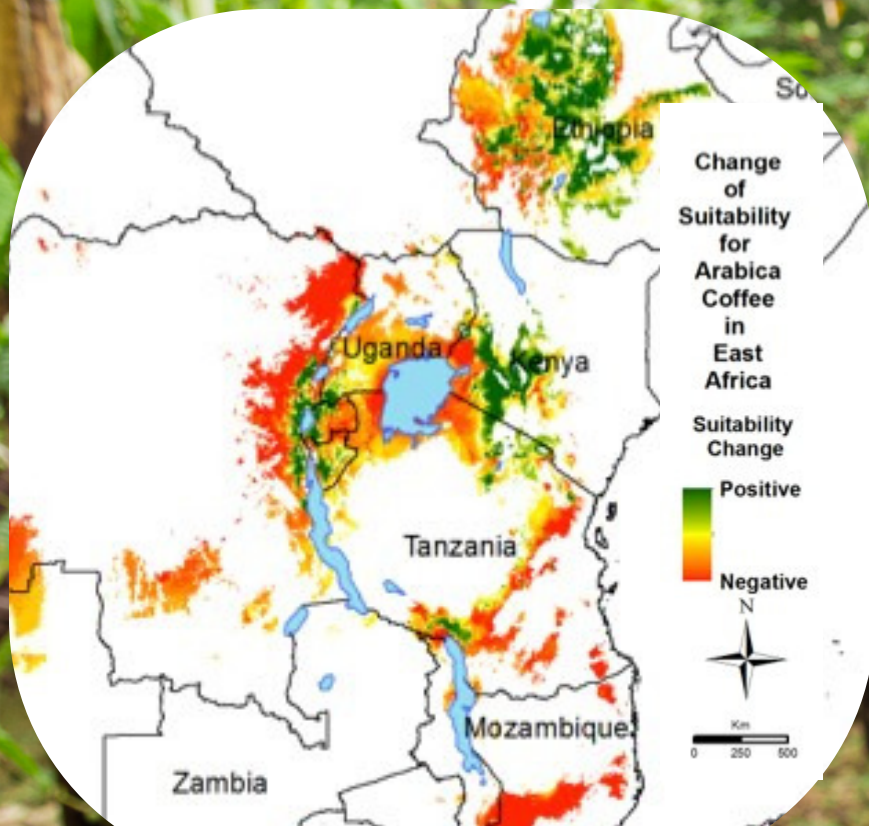 So
Ethiopia
Change
of
Suitability
for
Arabica
Coffee
in
East
Africa
Uganda
Kenya
Suitability
Change
Positive
Tanzania
Negative
N
Mozambique
Km
0 250 500
Zambia